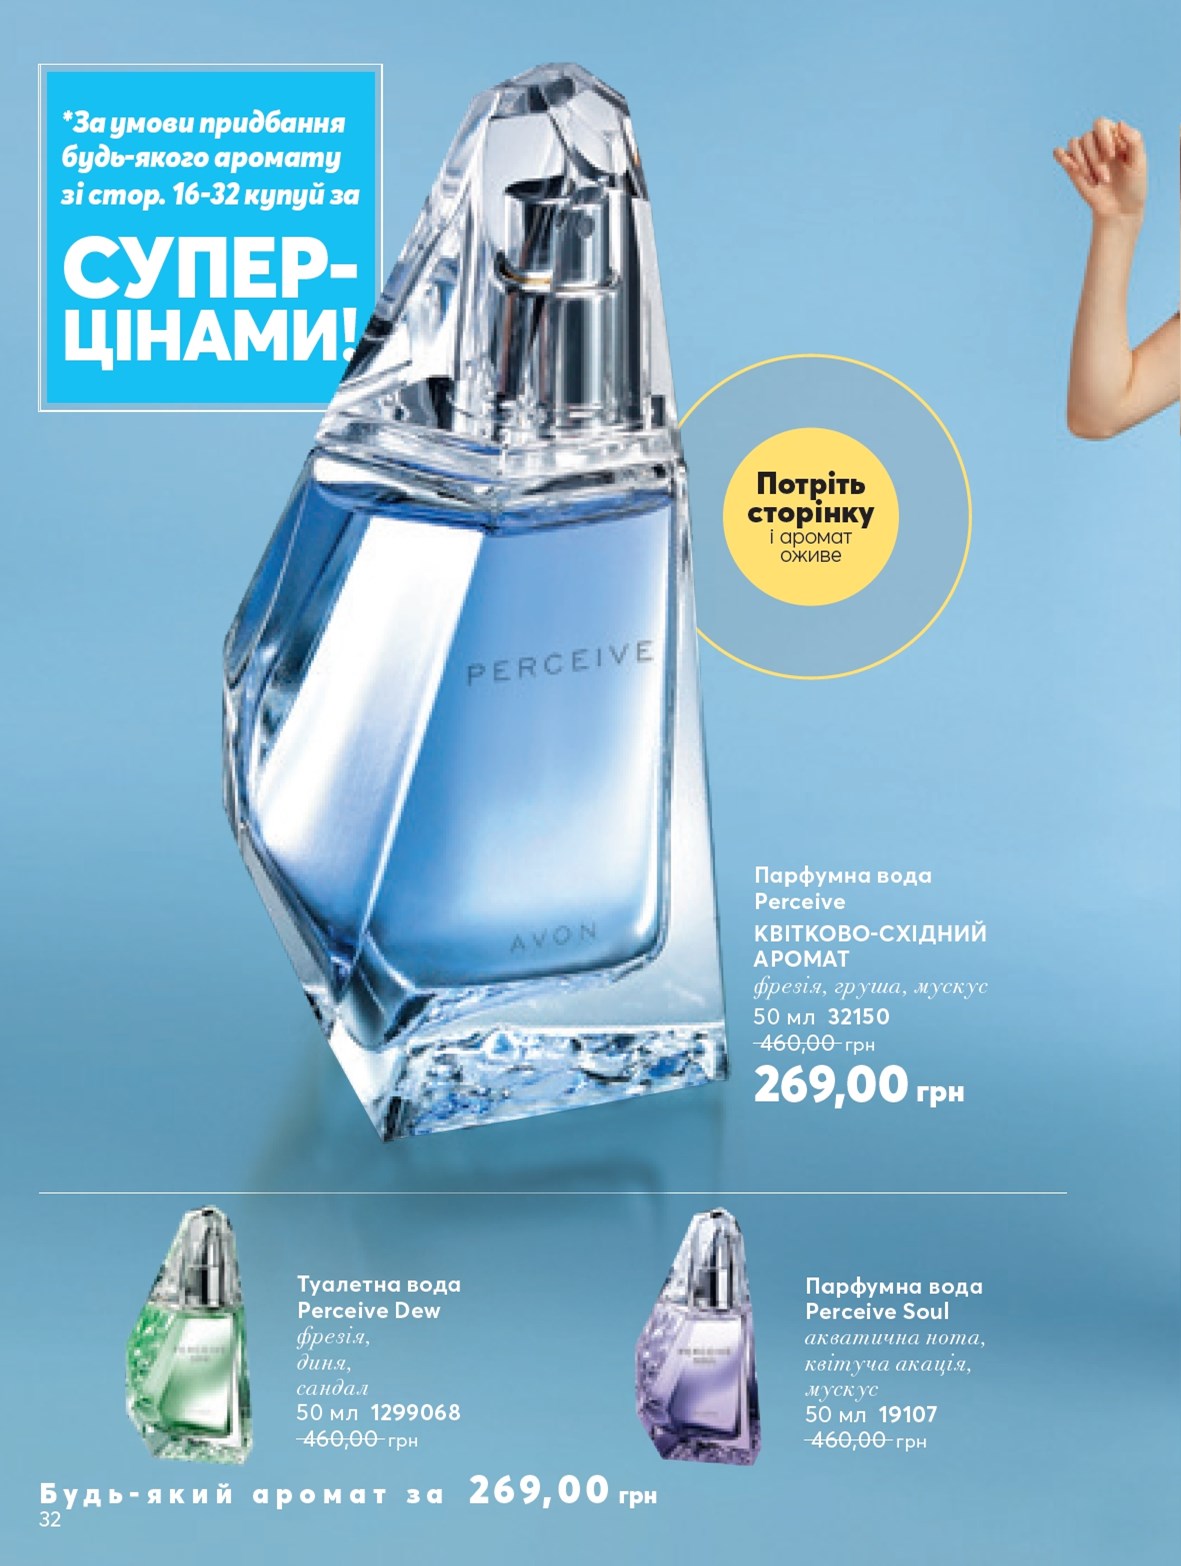 *За умови придбання
будь-якого аромату
зі стор. 16-32 купуй за
СУПЕР-
ЦІНАМИ!
Потріть
сторінку
і аромат
оживе
PERCEIVE
AVON
Парфумна вода
Perceive
КВІТКОВО-СХІДНИЙ
АРОМАТ
фрезія, груша, мускус
50 мл 32150
460,00 грн
269,00 грн
Туалетна вода
Perceive Dew
фрезія,
диня,
сандал
50 мл 1299068
460,00 грн
PERCEIVE
Парфумна вода
Perceive Soul
акватична нота,
квітуча акація,
мускус
50 мл 19107
460,00 грн
PERCEIVE
Будь-який аромат за 269,00 грн
32